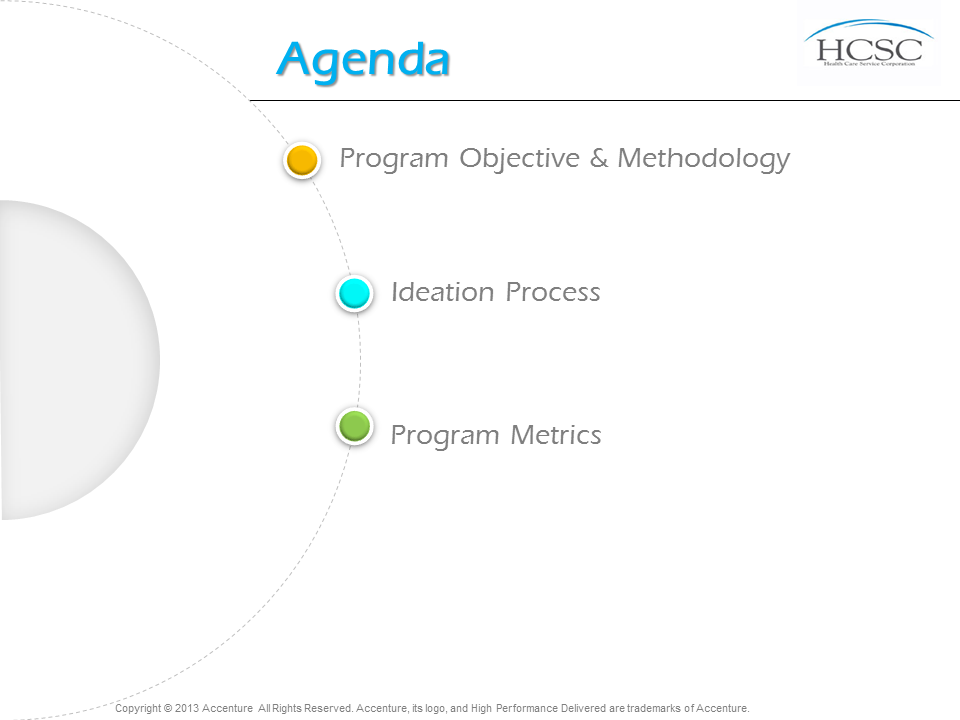 Agenda
HCSC
Health Care Service Corporation
Program Objective & Methodology
Ideation Process
Program Metrics
Copyright © 2013 Accenture All Rights Reserved. Accenture, its logo, and High Performance Delivered are trademarks of Accenture.